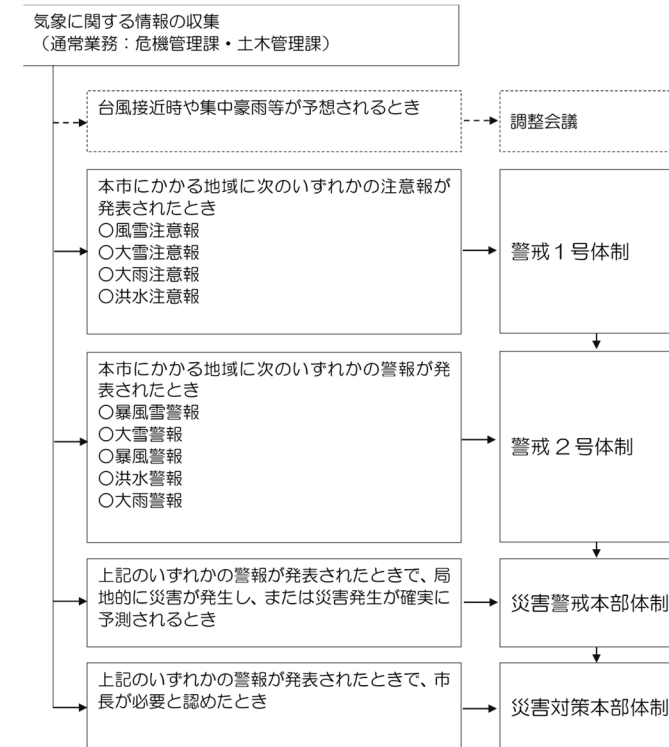 気象に関する情報の収集
（通常業務：危機管理課・土木管理課）
台風接近時や集中豪雨等が予想されるとき
調整会議
本市にかかる地域に次のいずれかの注意報が
発表されたとき
○風雪注意報
○大雪注意報
○大雨注意報
○洪水注意報
警戒１号体制
本市にかかる地域に次のいずれかの警報が発
表されたとき
○暴風雪警報
○大雪警報
○暴風警報
○洪水警報
○大雨警報
警戒２号体制
上記のいずれかの警報が発表されたときで、局
地的に災害が発生し、または災害発生が確実に
予測されるとき
災害警戒本部体制
上記のいずれかの警報が発表されたときで、市
長が必要と認めたとき
災害対策本部体制